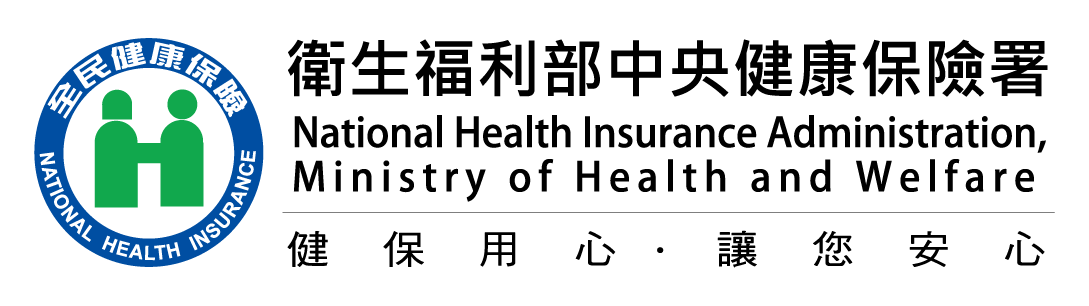 全民健康保險
NATIONAL HEALTH INSURANCE
衛生福利部中央健康保險署
National Health Insurance Administration,
Ministry of Health and Welfare
健保用心·讓您安心